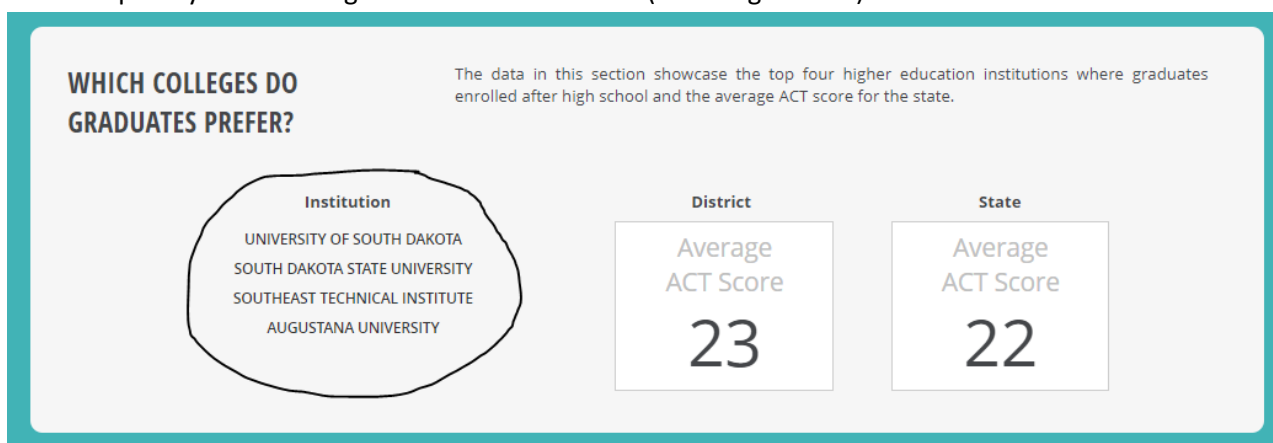 WHICH COLLEGES DO
GRADUATES PREFER?
The data in this section showcase the top four higher education institutions where graduates
enrolled after high school and the average ACT score for the state.
Institution
UNIVERSITY OF SOUTH DAKOTA
SOUTH DAKOTA STATE UNIVERSITY
SOUTHEAST TECHNICAL INSTITUTE
AUGUSTANA UNIVERSITY
District
Average
ACT Score
23
State
Average
ACT Score
22